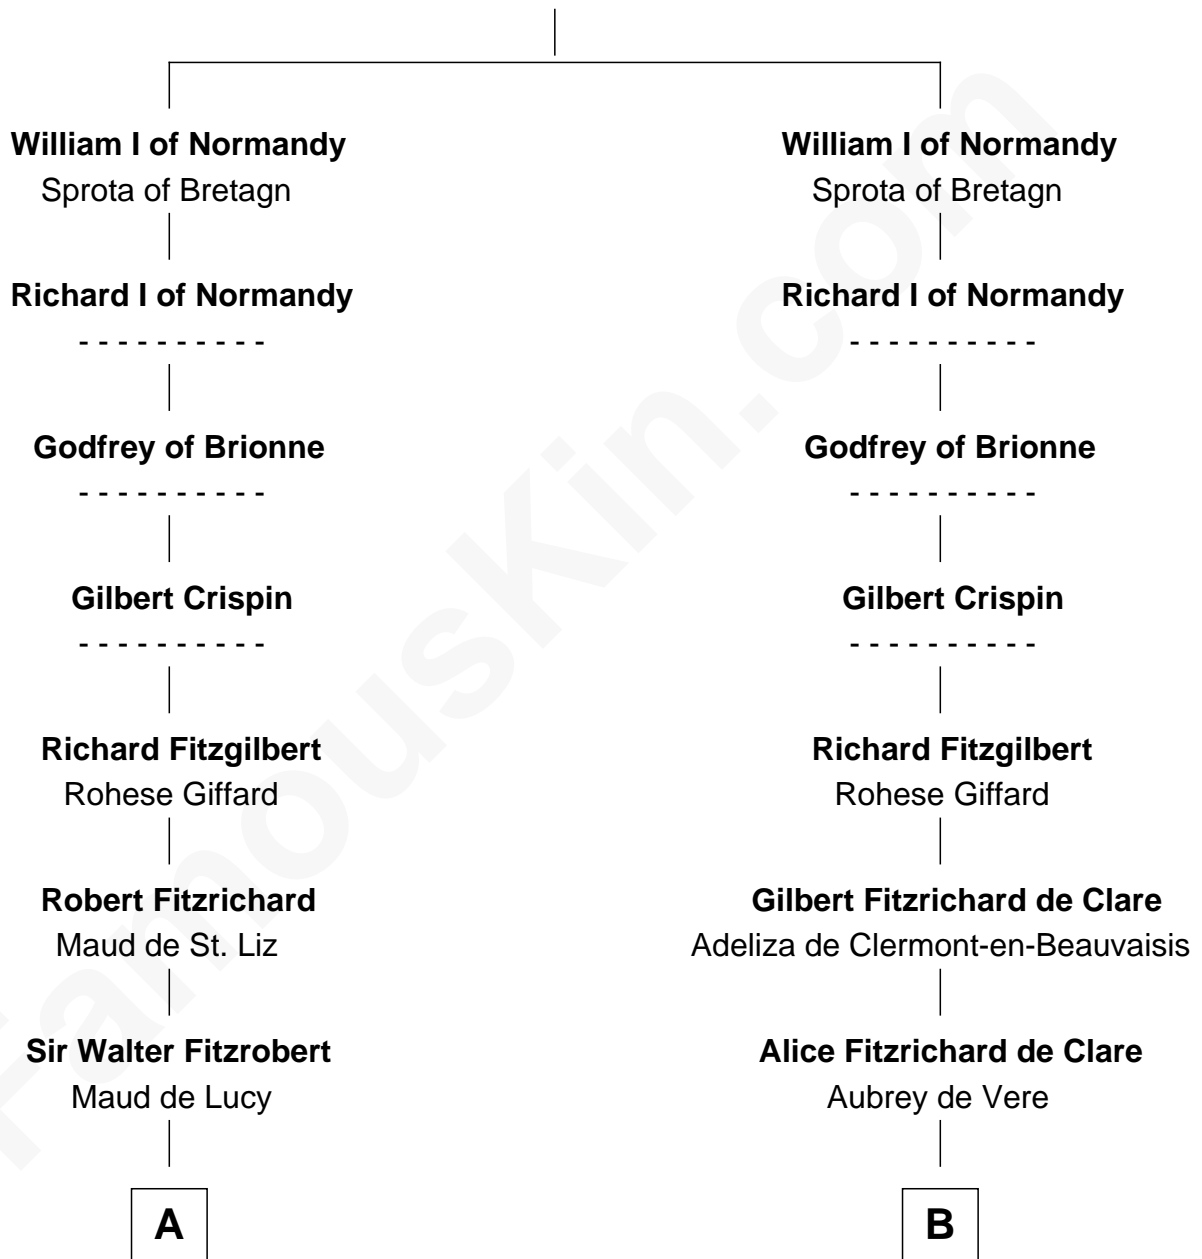 William I of Normandy
Sprota of Bretagn
Richard I of Normandy
- - - - - - - - - -
Godfrey of Brionne
- - - - - - - - - -
Gilbert Crispin
- - - - - - - - - -
Richard Fitzgilbert
Rohese Giffard
Robert Fitzrichard
Maud de St. Liz
Sir Walter Fitzrobert
Maud de Lucy
A
William I of Normandy
Sprota of Bretagn
Richard I of Normandy
- - - - - - - - - -
Godfrey of Brionne
- - - - - - - - - -
Gilbert Crispin
- - - - - - - - - -
Richard Fitzgilbert
Rohese Giffard
Gilbert Fitzrichard de Clare
Adeliza de Clermont-en-Beauvaisis
Alice Fitzrichard de Clare
Aubrey de Vere
B
FamousKin.com